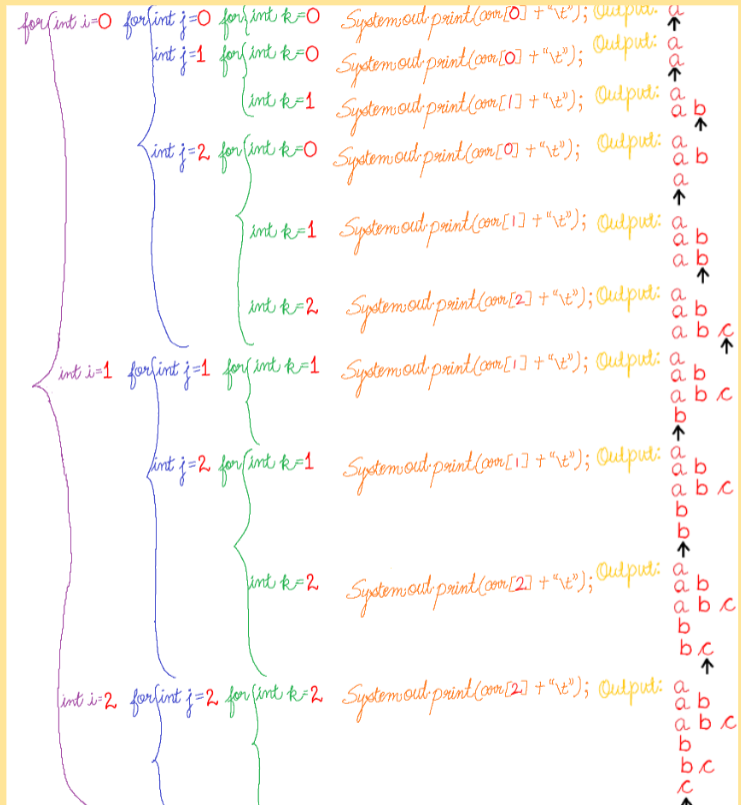 for{int i=0 for{int j=0 for{int k=0 System.out.print(arr[0] + "\t"); Output: a
int j=1 for{int k=0 System.out.print(arr[0] + "\t"); Output: a
a
int k=1 System.out.print(arr[1] + "\t"); Output: a
a b
int j=2 for{int k=0 System.out.print(arr[0] + "\t"); Output: a
a b
a
int k=1 System.out.print(arr[1] + "\t"); Output: a
a b
a b
int k=2 System.out.print(arr[2] + "\t"); Output: a
a b
a b c
int i=1 for{int j=1 for{int k=1 System.out.print(arr[1] + "\t"); Output: a
a b
a b c
b
int j=2 for{int k=1 System.out.print(arr[1] + "\t"); Output: a
a b
a b c
b
b
int k=2 System.out.print(arr[2] + "\t"); Output: a
a b
a b c
b
b c
int i=2 for{int j=2 for{int k=2 System.out.print(arr[2] + "\t"); Output: a
a b
a b c
b
b c
c